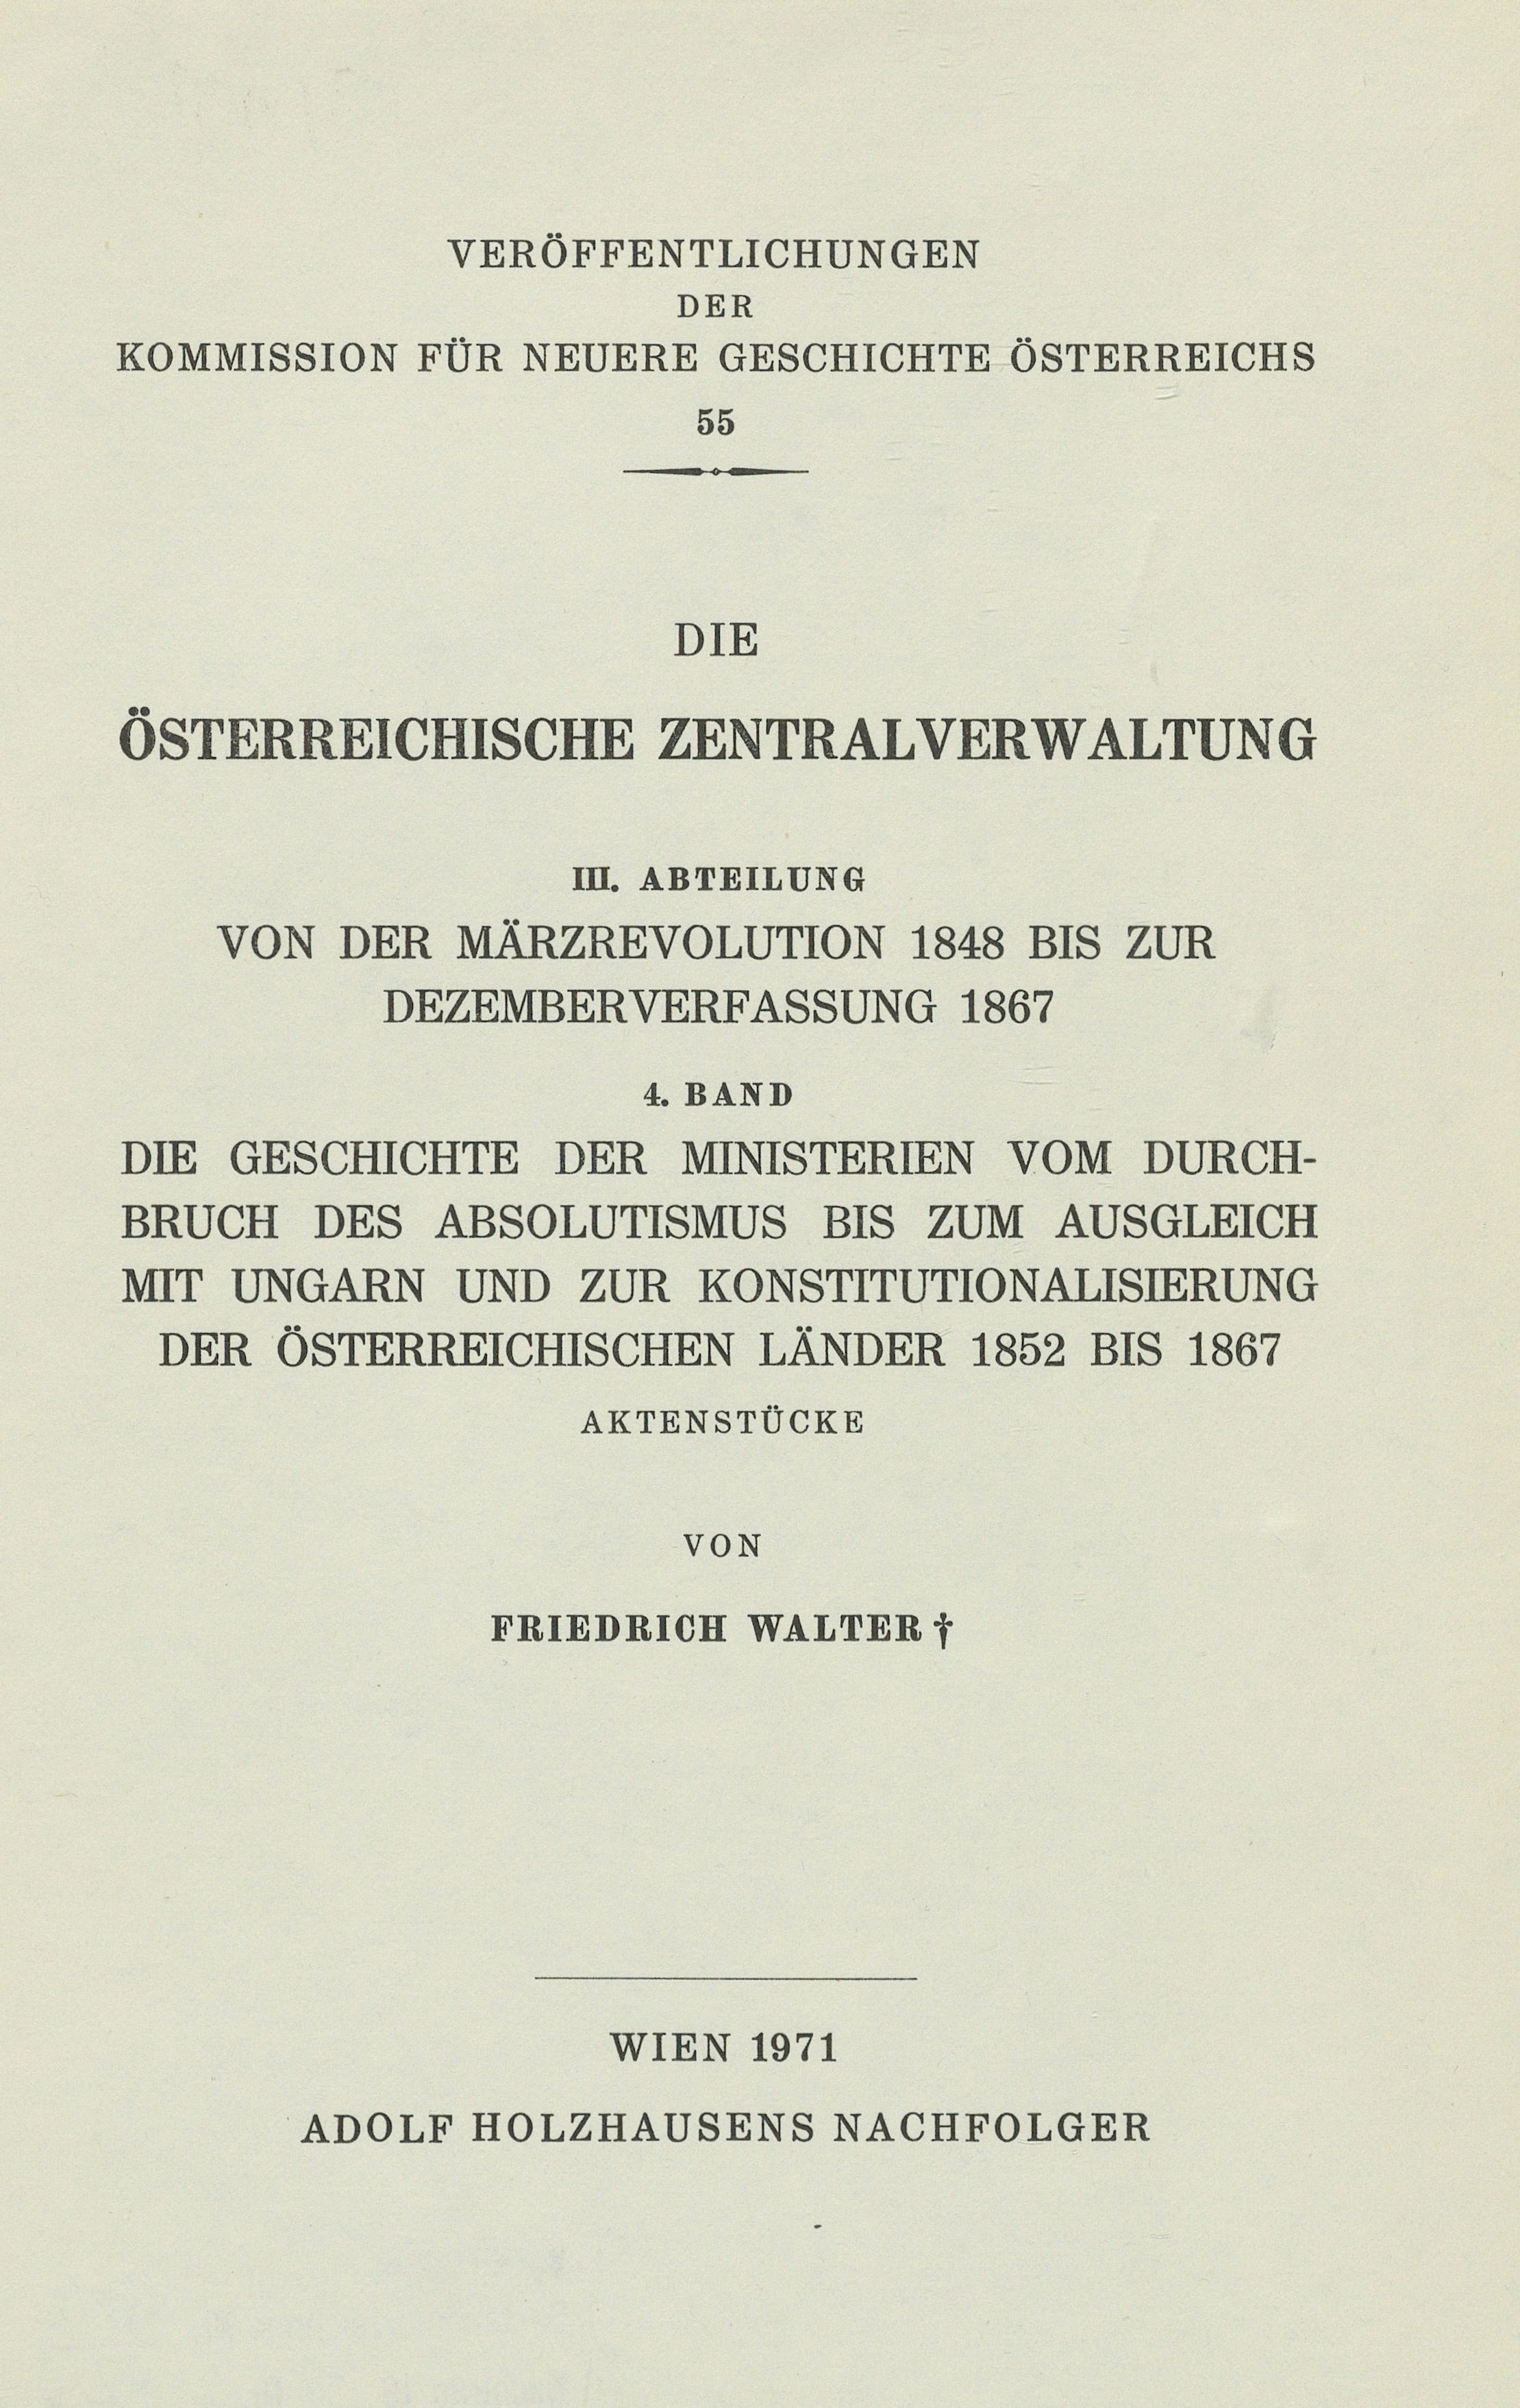 VERÖFFENTLICHUNGEN
DER
KOMMISSION FÜR NEUERE GESCHICHTE ÖSTERREICHS
55
DIE
ÖSTERREICHISCHE ZENTRALVERWALTUNG
III. ABTEILUNG
VON DER MÄRZREVOLUTION 1848 BIS ZUR
DEZEMBERVERFASSUNG 1867
4. BAND
DIE GESCHICHTE DER MINISTERIEN VOM DURCH-
BRUCH DES ABSOLUTISMUS BIS ZUM AUSGLEICH
MIT UNGARN UND ZUR KONSTITUTIONALISIERUNG
DER ÖSTERREICHISCHEN LÄNDER 1852 BIS 1867
AKTENSTÜCKE
VON
FRIEDRICH WALTER †
WIEN 1971
ADOLF HOLZHAUSENS NACHFOLGER